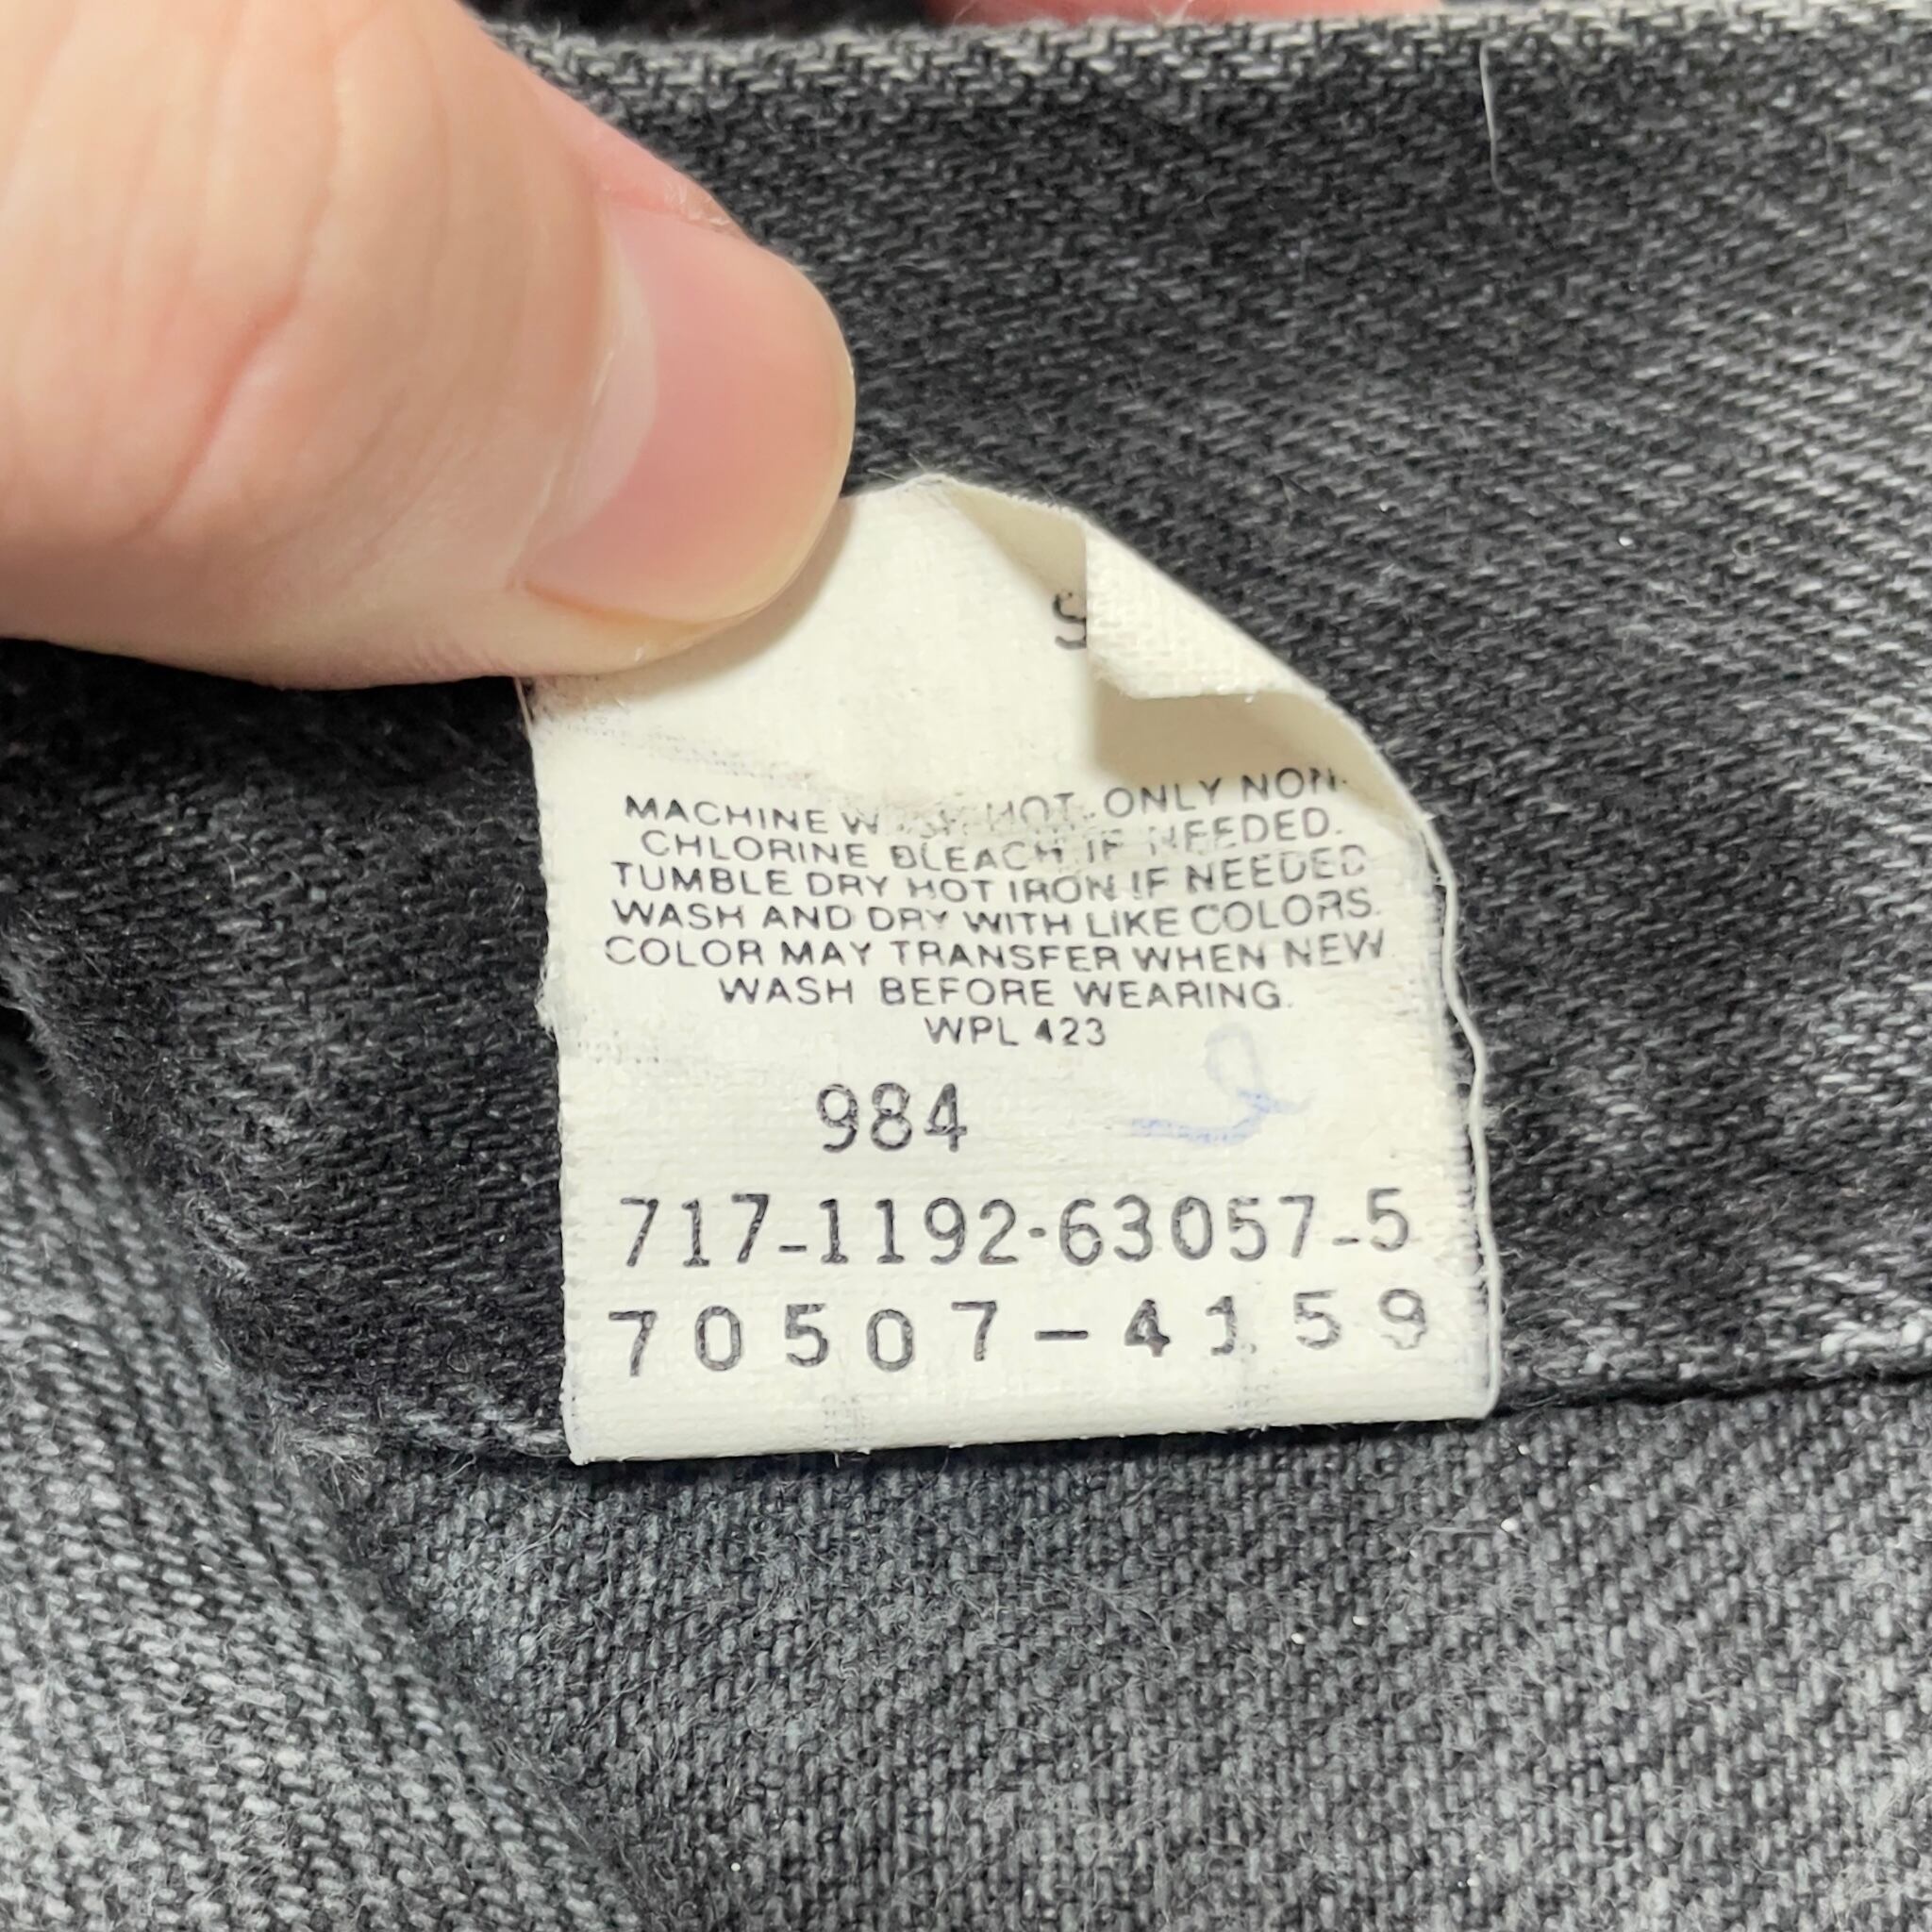 S
MACHINE WASH HOT. ONLY NON-
CHLORINE BLEACH IF NEEDED.
TUMBLE DRY HOT IRON IF NEEDED
WASH AND DRY WITH LIKE COLORS.
COLOR MAY TRANSFER WHEN NEW
WASH BEFORE WEARING.
WPL 423
984
717-1192-63057-5
70507-4159